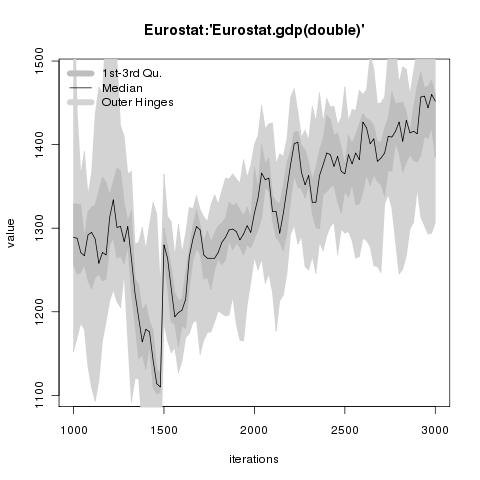 Eurostat:'Eurostat.gdp(double)'
1st-3rd Qu.
Median
Outer Hinges
value
1500
1400
1300
1200
1100
1000 1500 2000 2500 3000
iterations